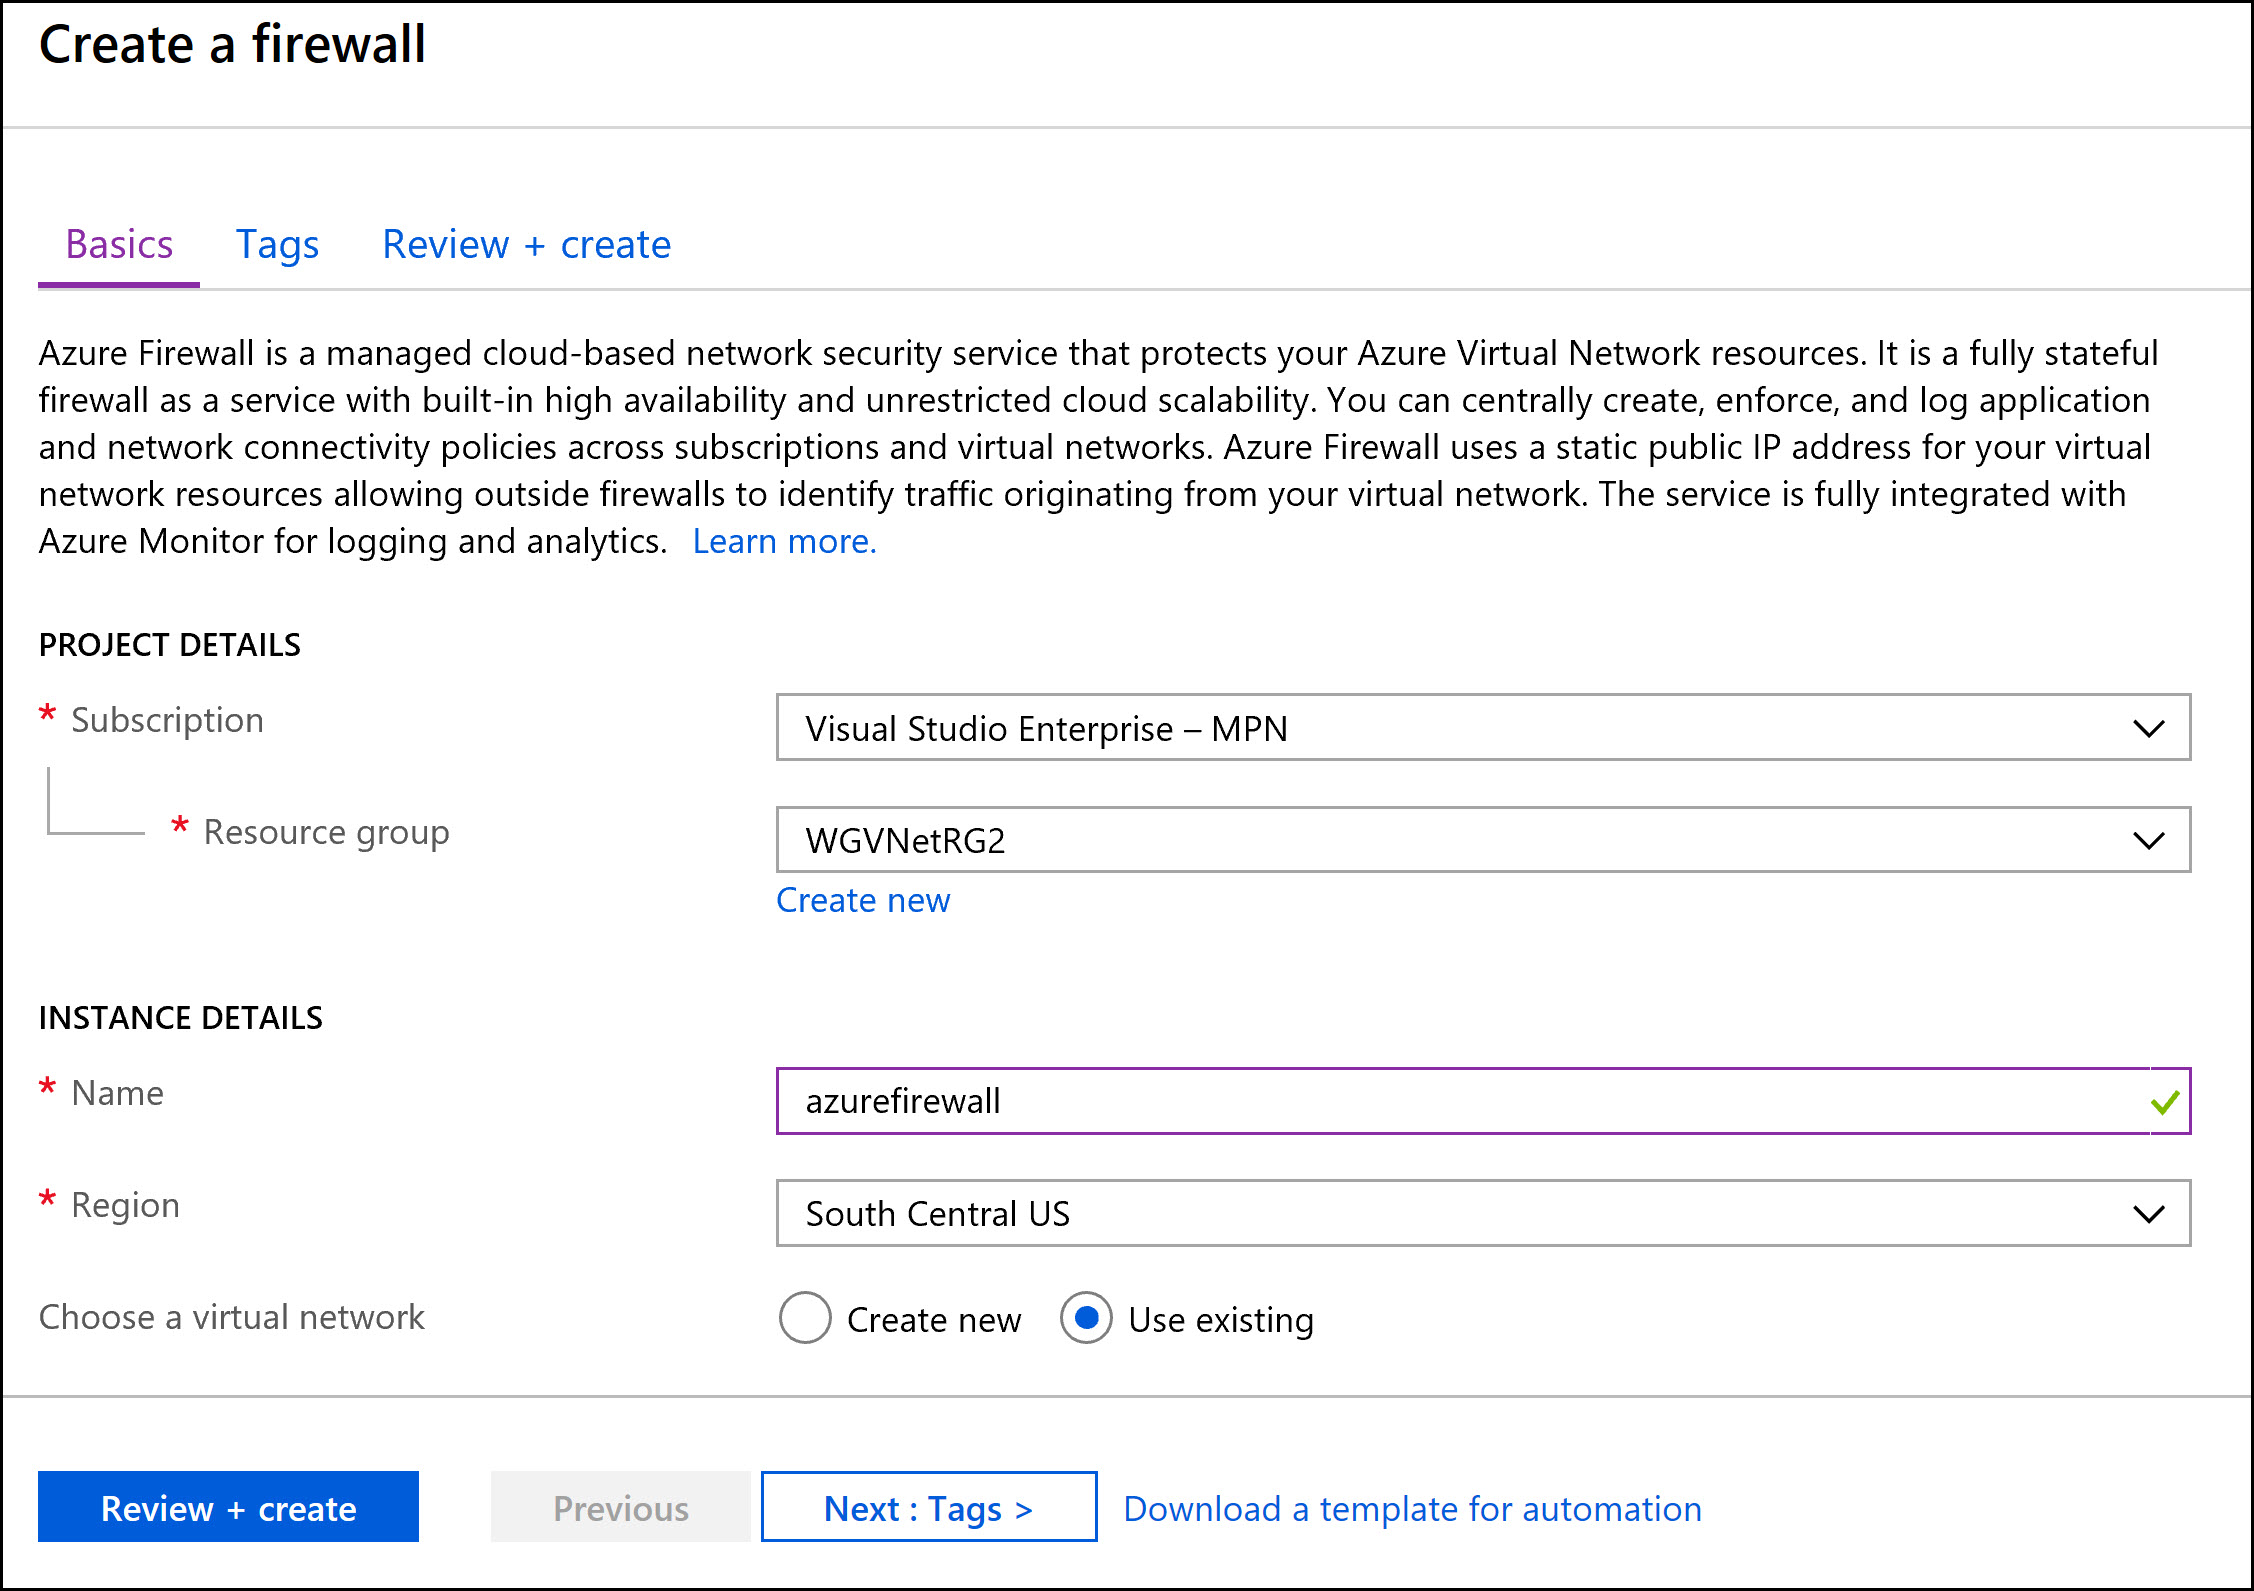 Create a firewall
Basics Tags Review + create
Azure Firewall is a managed cloud-based network security service that protects your Azure Virtual Network resources. It is a fully stateful
firewall as a service with built-in high availability and unrestricted cloud scalability. You can centrally create, enforce, and log application
and network connectivity policies across subscriptions and virtual networks. Azure Firewall uses a static public IP address for your virtual
network resources allowing outside firewalls to identify traffic originating from your virtual network. The service is fully integrated with
Azure Monitor for logging and analytics. Learn more.
PROJECT DETAILS
* Subscription Visual Studio Enterprise – MPN
* Resource group WGVNetRG2
Create new
INSTANCE DETAILS
* Name azurefirewall
* Region South Central US
Choose a virtual network Create new Use existing
Review + create Previous Next : Tags > Download a template for automation